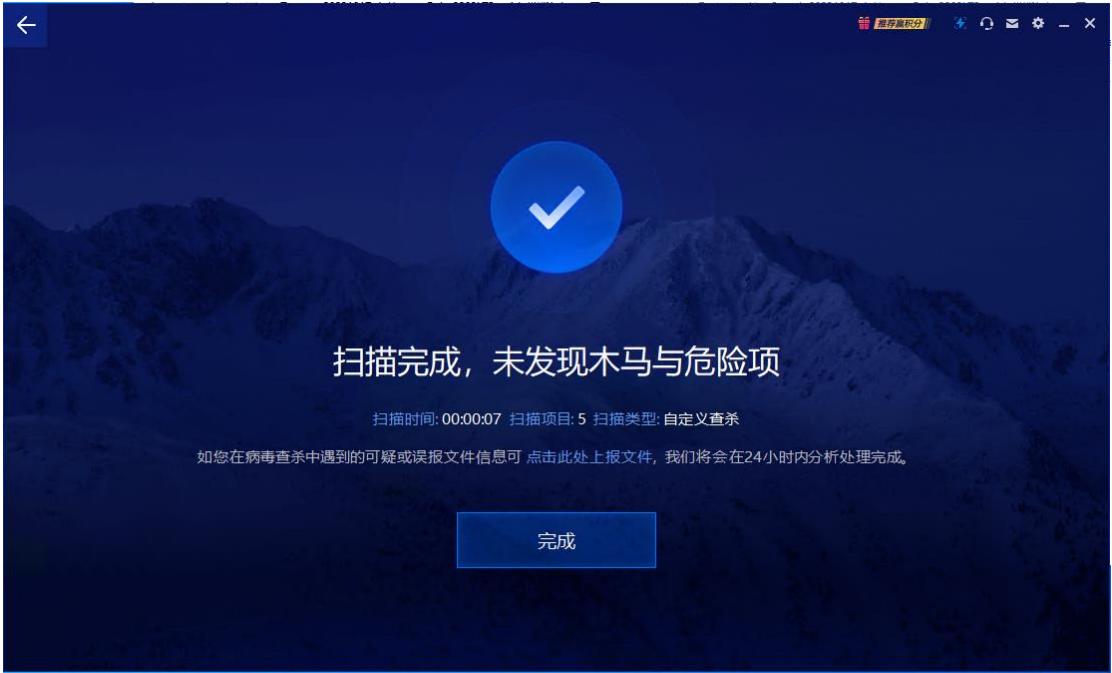 推荐赢积分
扫描完成，未发现木马与危险项
扫描时间: 00:00:07 扫描项目: 5 扫描类型: 自定义查杀
如您在病毒查杀中遇到的可疑或误报文件信息可 点击此处上报文件, 我们将会在24小时内分析处理完成。
完成